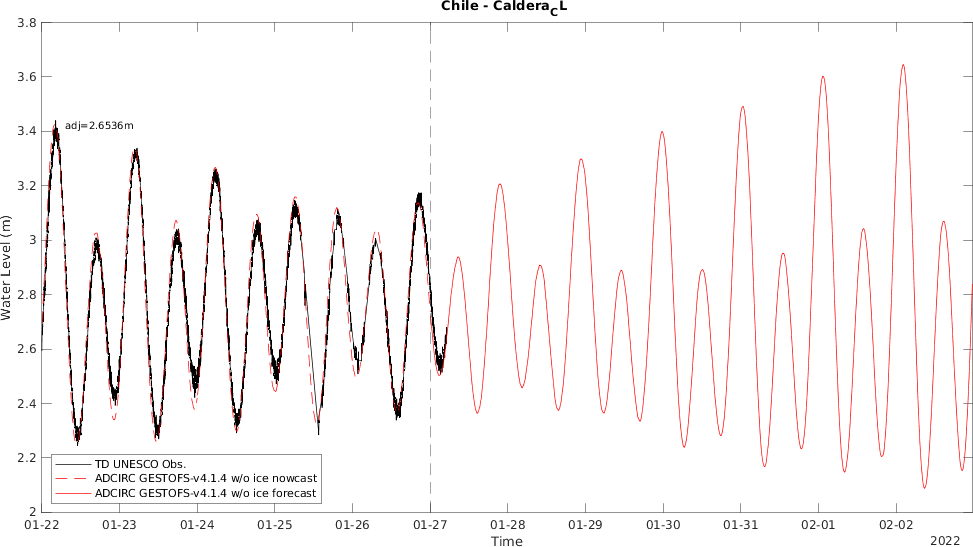 Chile - Caldera_CL
3.8
3.6
3.4
3.2
3
2.8
2.6
2.4
2.2
2
Water Level (m)
adj=2.6536m
TD UNESCO Obs.
ADCIRC GESTOFS-v4.1.4 w/o ice nowcast
ADCIRC GESTOFS-v4.1.4 w/o ice forecast
01-22 01-23 01-24 01-25 01-26 01-27 01-28 01-29 01-30 01-31 02-01 02-02
Time
2022